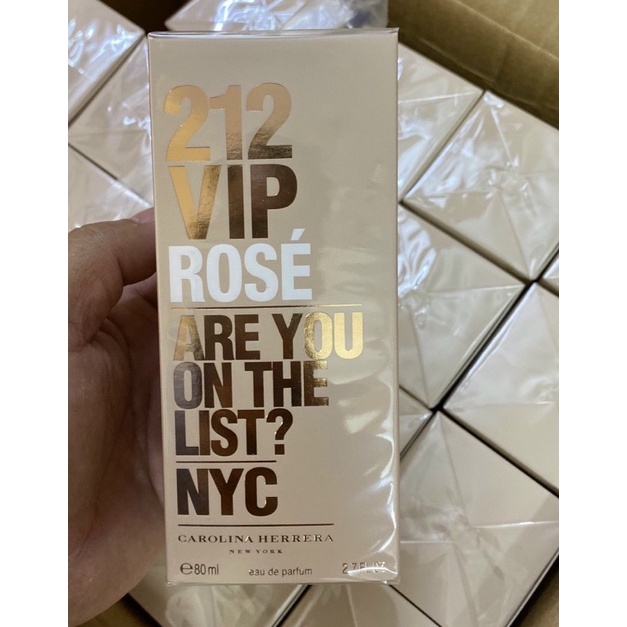 212
VIP
ROSÉ
ARE YOU
ON THE
LIST?
NYC
CAROLINA HERRERA
NEW YORK
℮80ml eau de parfum 2.7 FL.OZ.